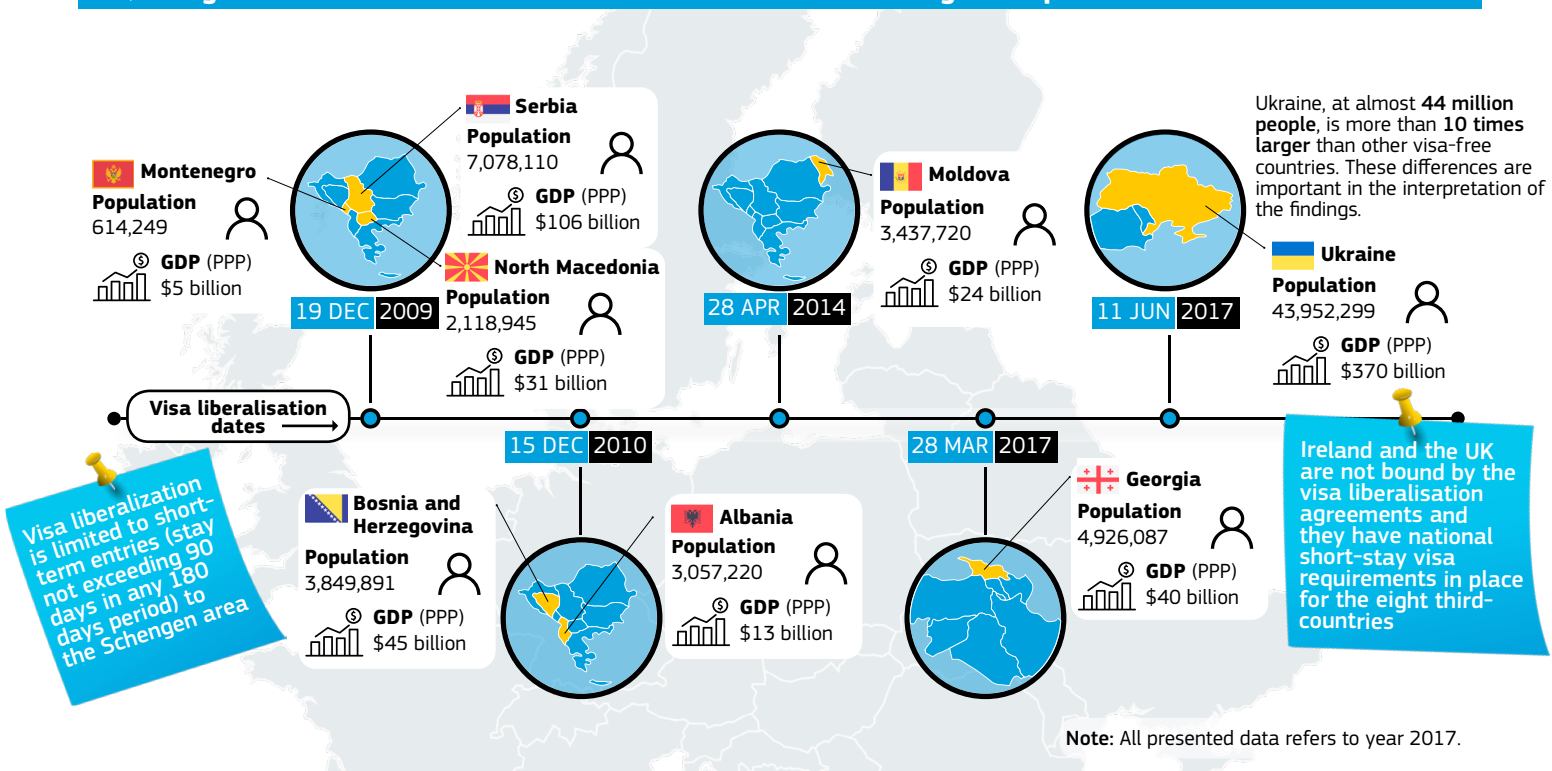 Montenegro
Population
614,249
GDP (PPP)
$5 billion
Serbia
Population
7,078,110
GDP (PPP)
$106 billion
North Macedonia
Population
2,118,945
GDP (PPP)
$31 billion
19 DEC 2009
Moldova
Population
3,437,720
GDP (PPP)
$24 billion
28 APR 2014
Ukraine, at almost 44 million
people, is more than 10 times
larger than other visa-free
countries. These differences are
important in the interpretation of
the findings.
Ukraine
Population
43,952,299
GDP (PPP)
$370 billion
11 JUN 2017
Visa liberalisation
dates
15 DEC 2010
28 MAR 2017
Visa liberalization
is limited to short-
term entries (stay
not exceeding 90
days in any 180
days period) to
the Schengen area
Bosnia and
Herzegovina
Population
3,849,891
GDP (PPP)
$45 billion
Albania
Population
3,057,220
GDP (PPP)
$13 billion
Georgia
Population
4,926,087
GDP (PPP)
$40 billion
Ireland and the UK
are not bound by the
visa liberalisation
agreements and
they have national
short-stay visa
requirements in place
for the eight third-
countries
Note: All presented data refers to year 2017.